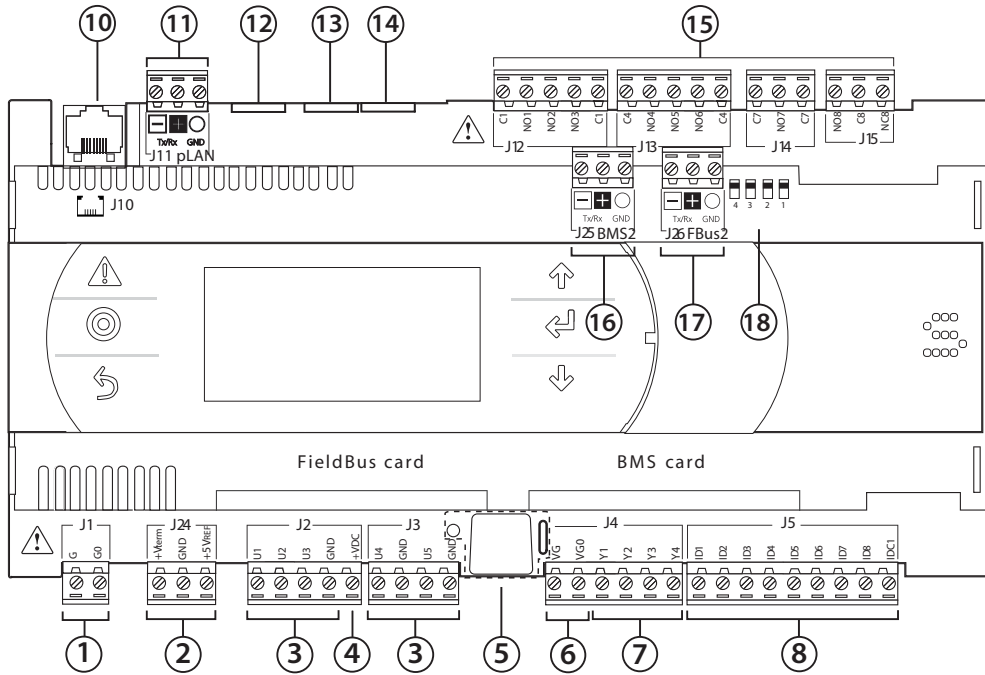 10 11 12 13 14 15
C1 NO1 NO2 NO3 C1 C4 NO4 NO5 NO6 C4 C7 NO7 C7 NO8 C8 NC8
J12 J13 J14 J15
Tx/Rx GND
J11 pLAN
J10
Tx/Rx GND
J25 BMS2
Tx/Rx GND
J26 FBus2
4 3 2 1
16 17 18
FieldBus card BMS card
J1 J24 J2 J3 J4 J5
G G0 +Vterm GND +5VREF U1 U2 U3 GND +VDC U4 GND U5 GND VG VG0 Y1 Y2 Y3 Y4 ID1 ID2 ID3 ID4 ID5 ID6 ID7 ID8 IDC1
1 2 3 4 3 5 6 7 8